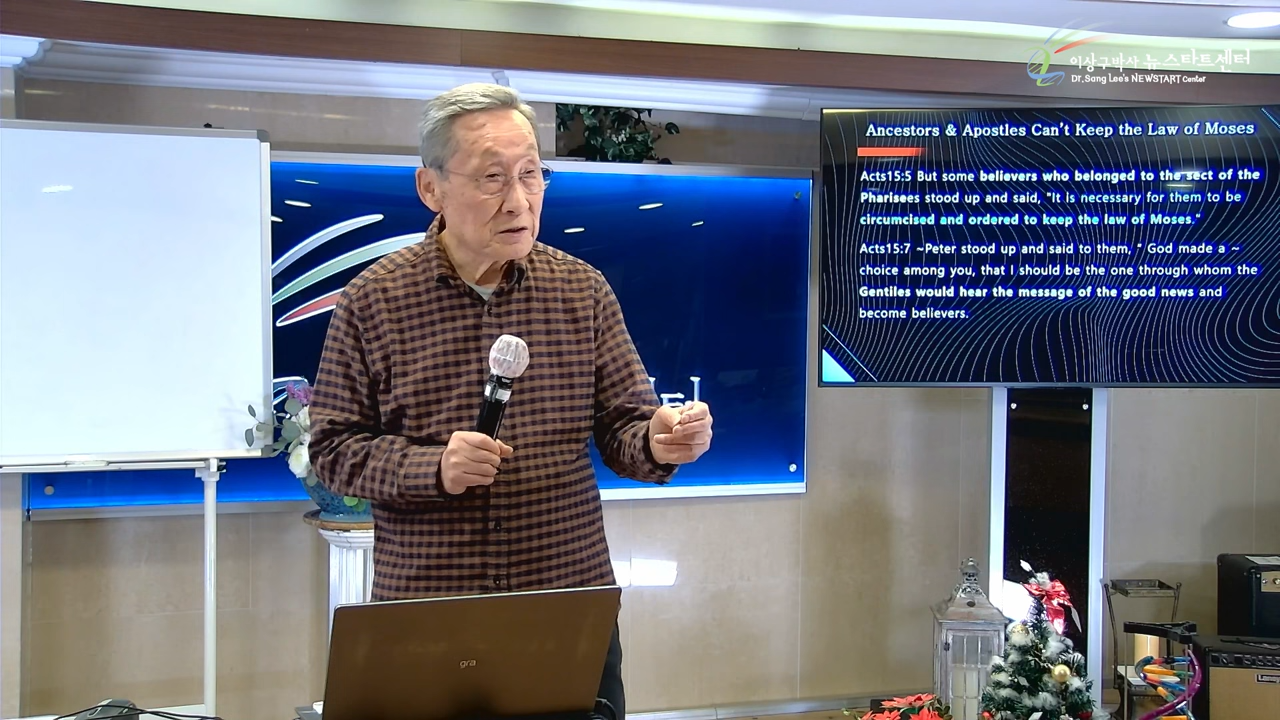 이상구박사 뉴스타트센터
Dr. Sang Lee's NEWSTART Center
Ancestors & Apostles Can't Keep the Law of Moses
Acts15:5 But some believers who belonged to the sect of the
Pharisees stood up and said, "It is necessary for them to be
circumcised and ordered to keep the law of Moses."
Acts15:7 ~Peter stood up and said to them, " God made a ~
choice among you, that I should be the one through whom the
Gentiles would hear the message of the good news and
become believers.
gra